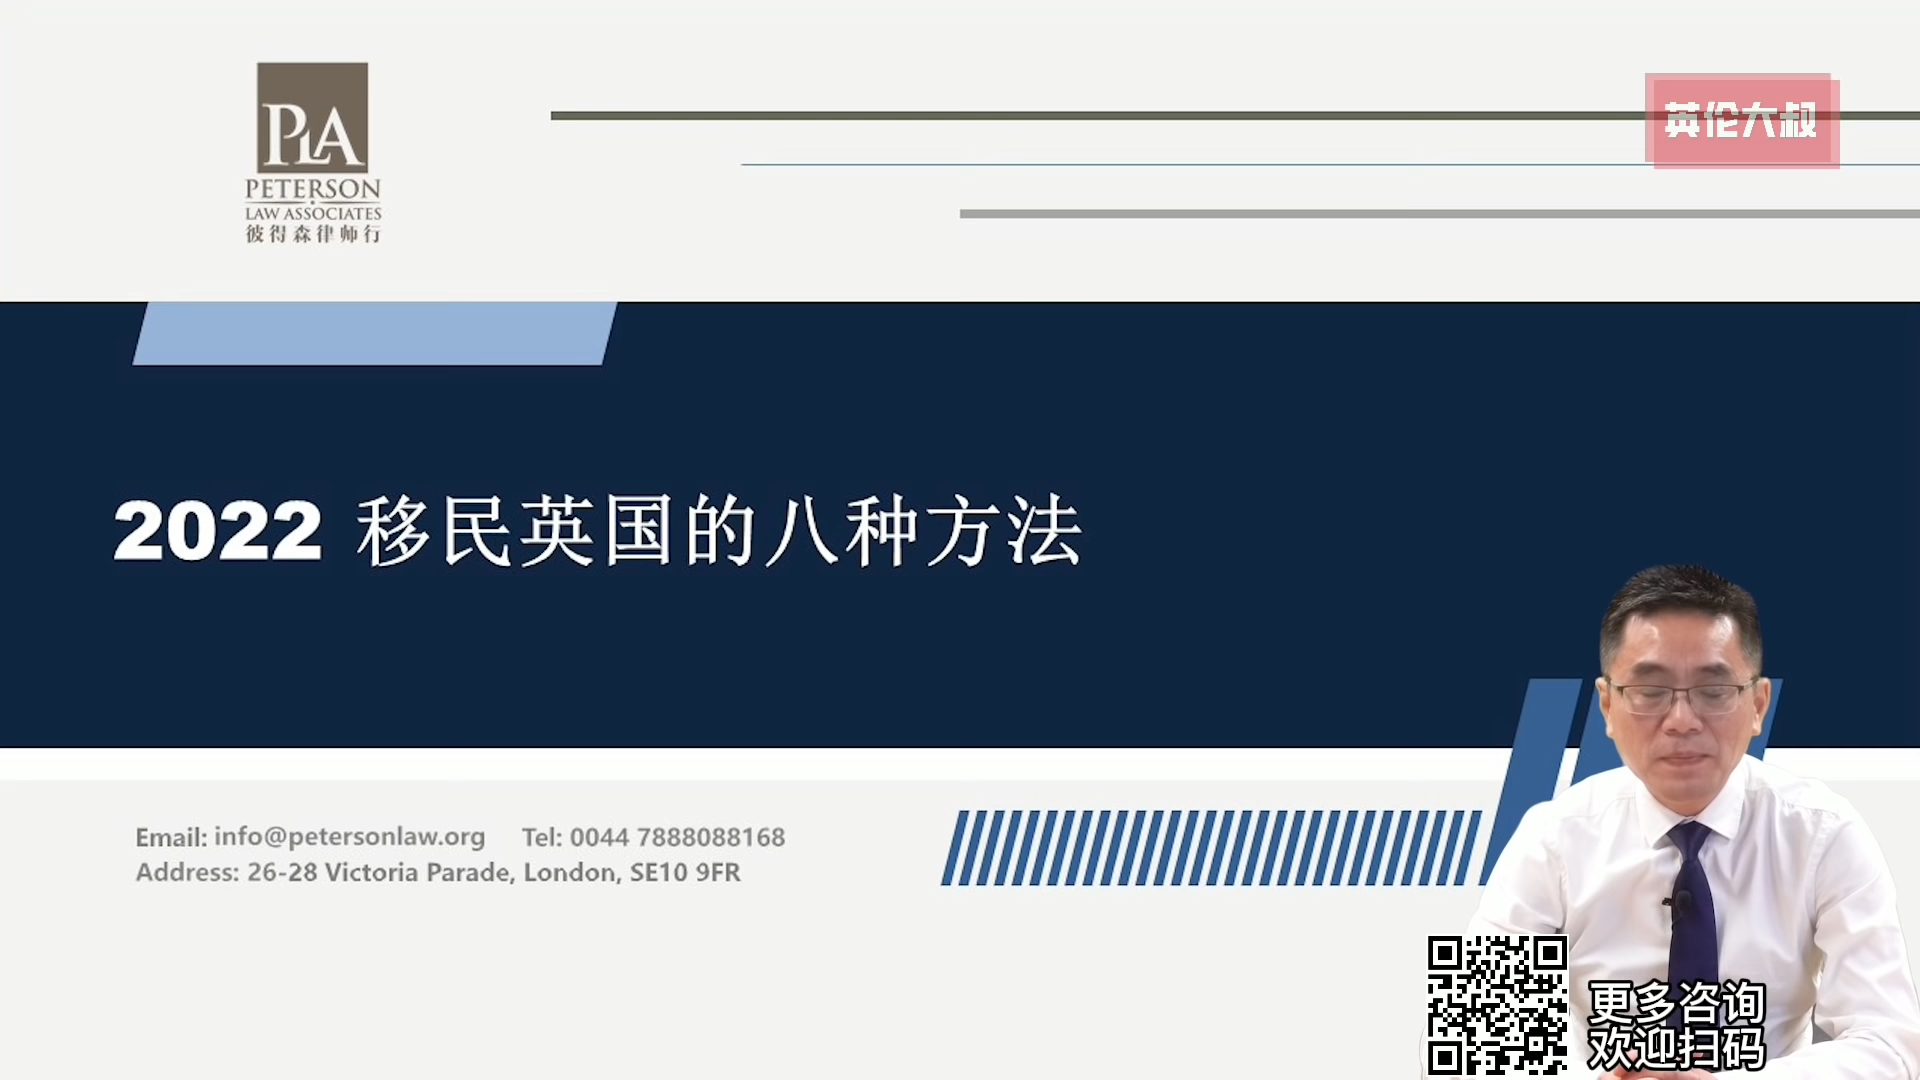 PLA
PETERSON
LAW ASSOCIATES
彼得森律师行
英伦大叔
2022 移民英国的八种方法
Email: info@petersonlaw.org Tel: 0044 7888088168
Address: 26-28 Victoria Parade, London, SE10 9FR
更多咨询
欢迎扫码